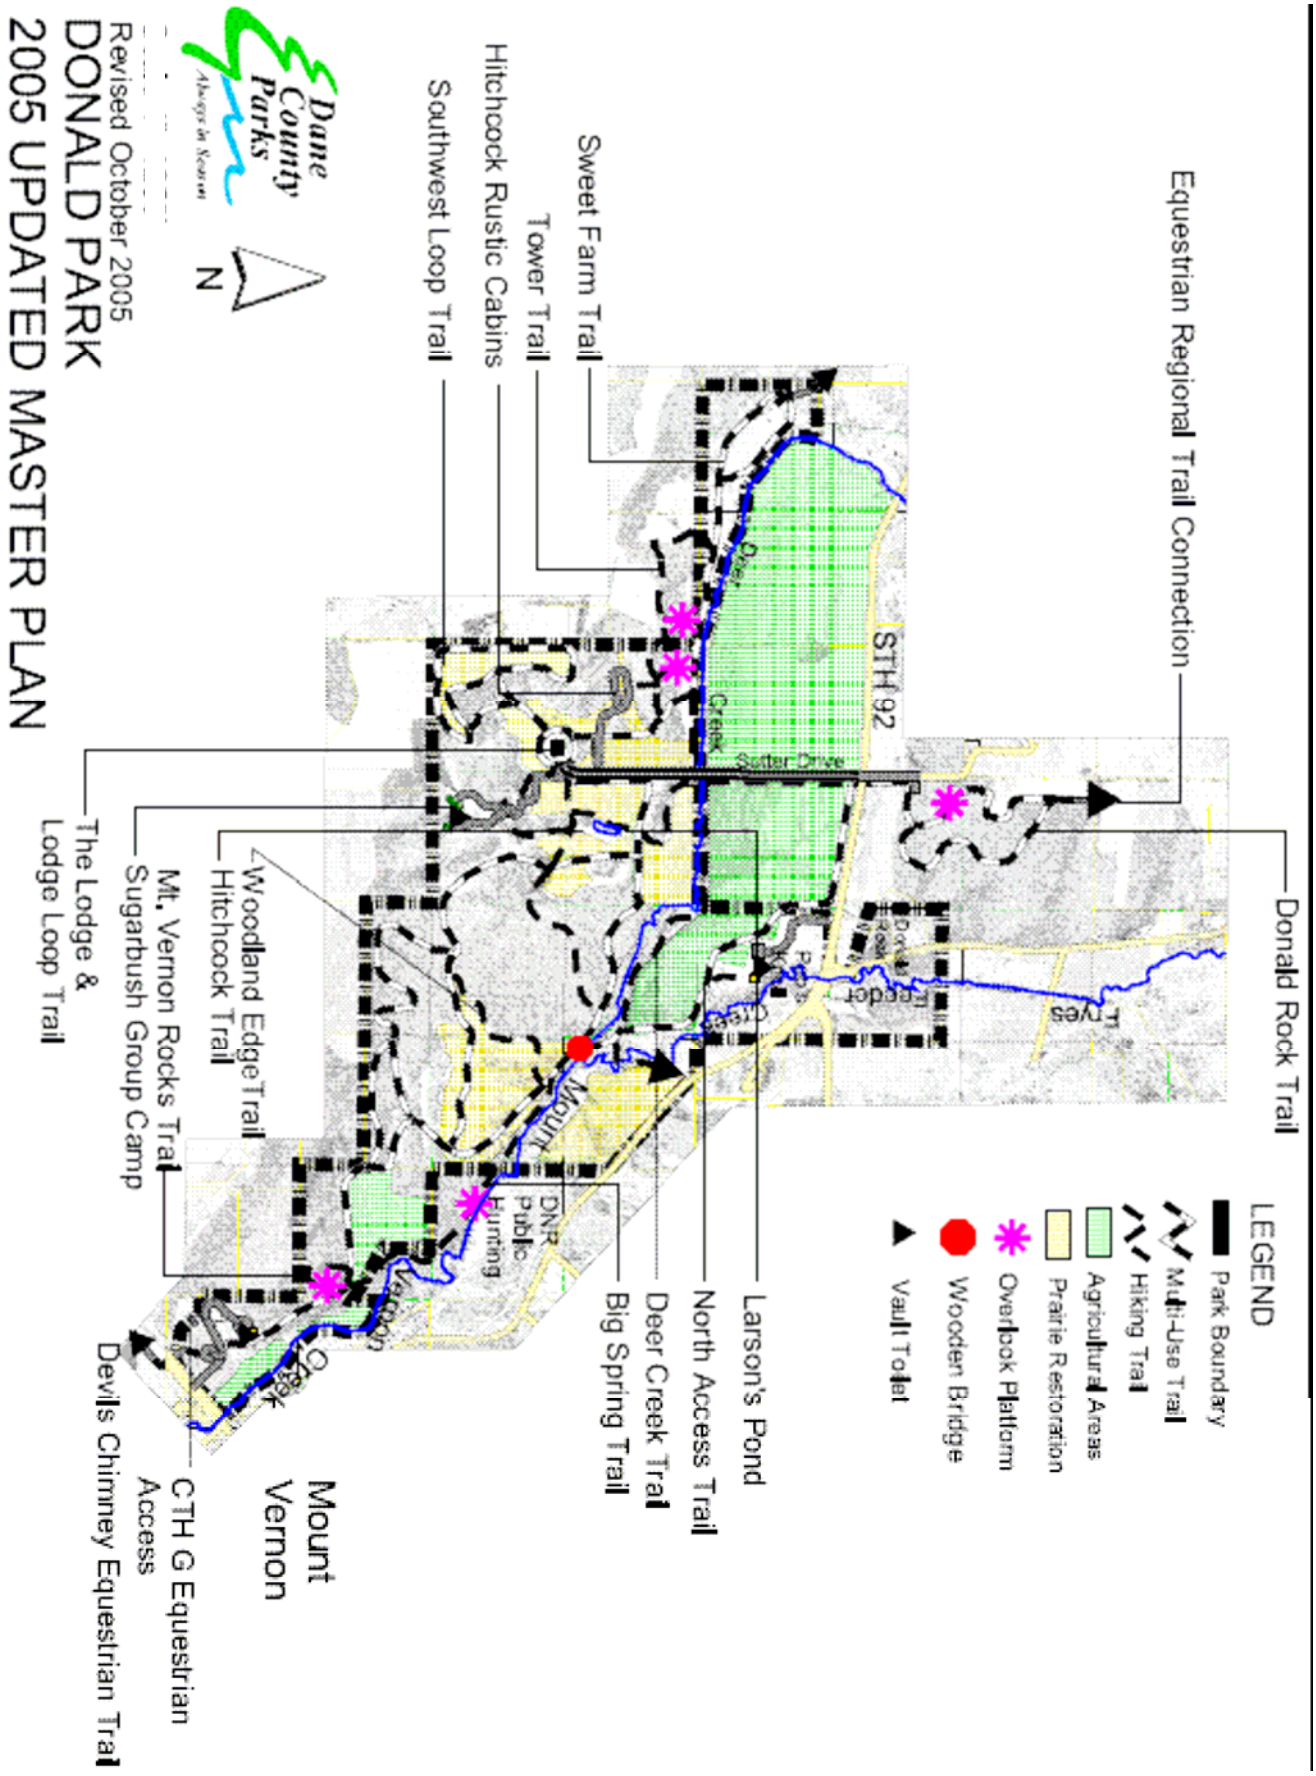 Equestrian Regional Trail Connection
Donald Rock Trail
Sweet Farm Trail
Tower Trail
Hitchcock Rustic Cabins
Southwest Loop Trail
STH 92
Deer
Creek
Sutter Drive
Donald
Fryes
Feeder
Creek
Mount
Vernon
Creek
DNR
Public
Hunting
The Lodge &
Lodge Loop Trail
Mt. Vernon Rocks Trail
Sugarbush Group Camp
Woodland Edge Trail
Hitchcock Trail
Larson's Pond
North Access Trail
Deer Creek Trail
Big Spring Trail
Mount
Vernon
CTH G Equestrian
Access
Devils Chimney Equestrian Trail
LEGEND
Park Boundary
Multi-Use Trail
Hiking Trail
Agricultural Areas
Prairie Restoration
Overlook Platform
Wooden Bridge
Vault Toilet
Dane
County
Parks
Always in Season
N
Revised October 2005
DONALD PARK
2005 UPDATED MASTER PLAN